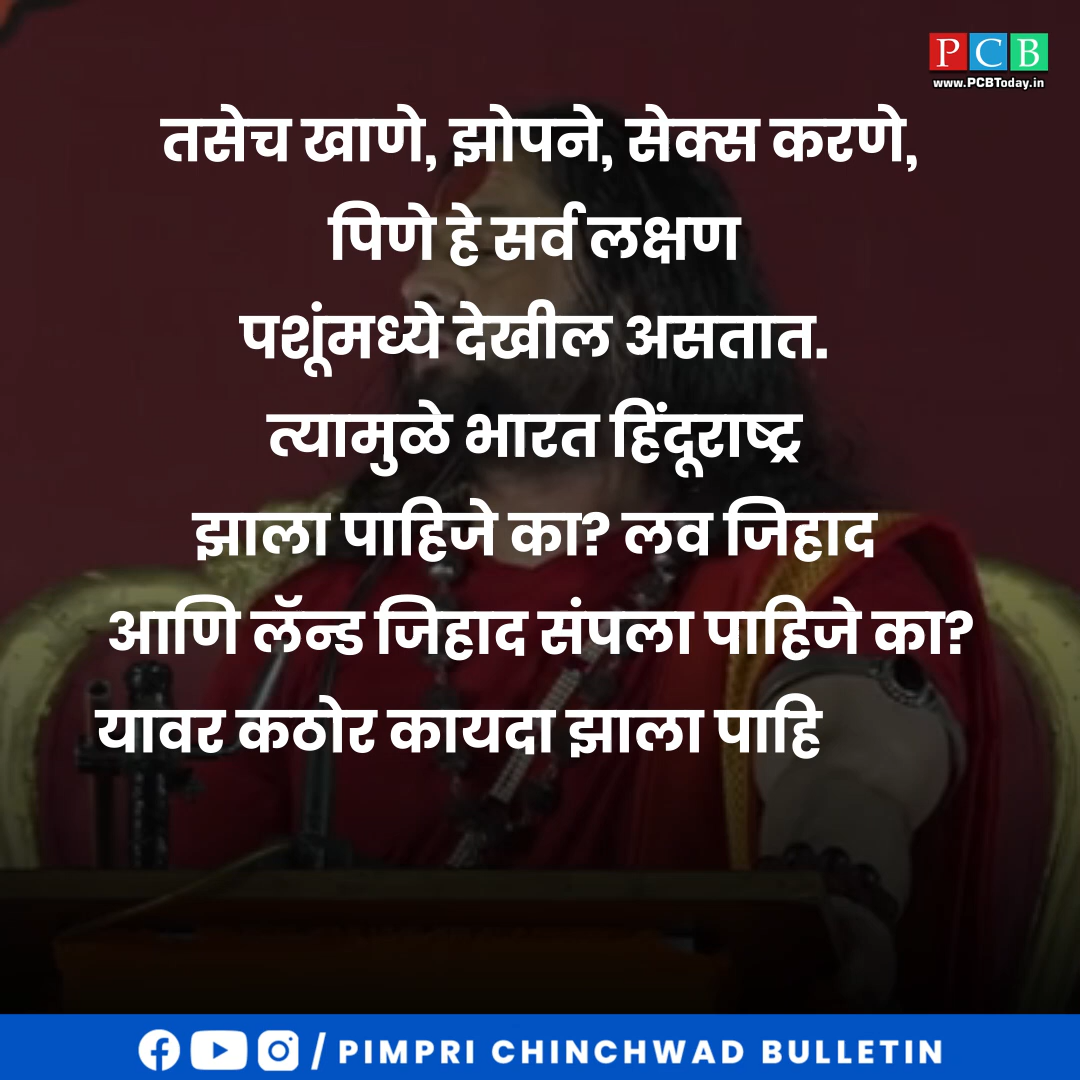 PCB
www.PCBToday.in
तसेच खाणे, झोपने, सेक्स करणे,
पिणे हे सर्व लक्षण
पशूंमध्ये देखील असतात.
त्यामुळे भारत हिंदूराष्ट्र
झाला पाहिजे का? लव जिहाद
आणि लॅन्ड जिहाद संपला पाहिजे का?
यावर कठोर कायदा झाला पाहि
/ PIMPRI CHINCHWAD BULLETIN